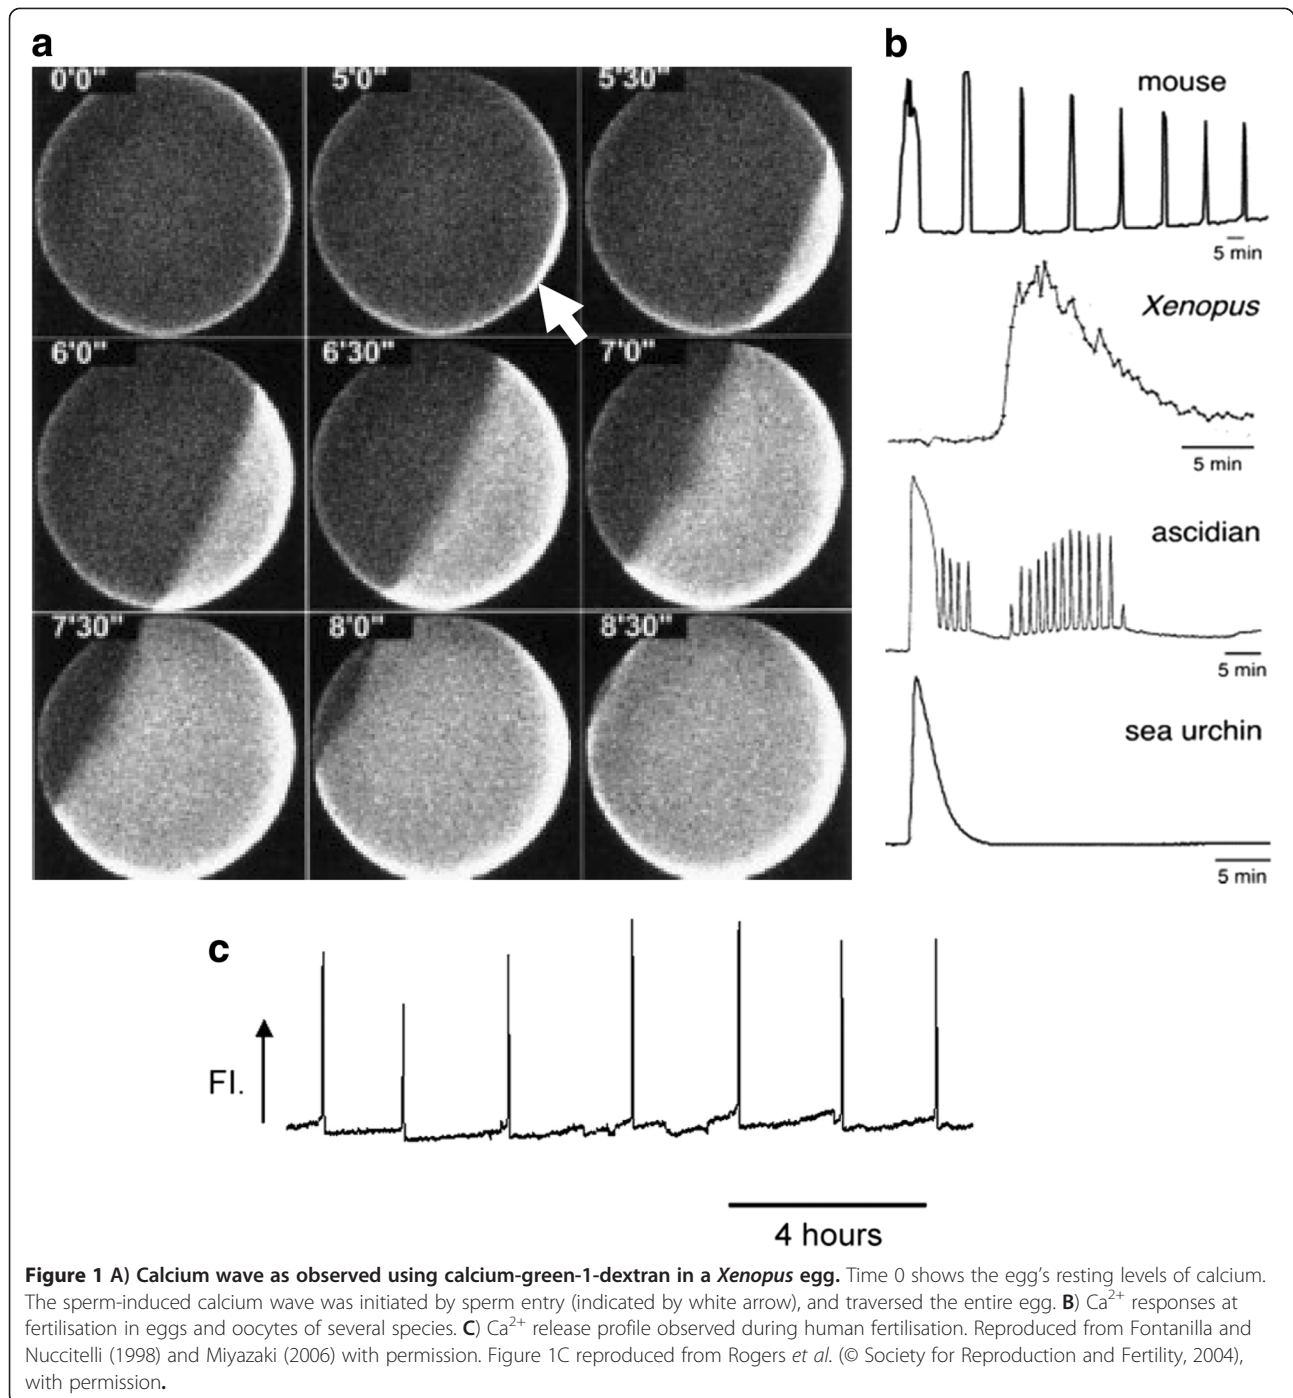 a
0'0"
5'0"
5'30"
6'0"
6'30"
7'0"
7'30"
8'0"
8'30"
b
mouse
5 min
Xenopus
5 min
ascidian
5 min
sea urchin
5 min
c
Fl.
4 hours
Figure 1 A) Calcium wave as observed using calcium-green-1-dextran in a Xenopus egg. Time 0 shows the egg's resting levels of calcium.
The sperm-induced calcium wave was initiated by sperm entry (indicated by white arrow), and traversed the entire egg. B) Ca²⁺ responses at
fertilisation in eggs and oocytes of several species. C) Ca²⁺ release profile observed during human fertilisation. Reproduced from Fontanilla and
Nuccitelli (1998) and Miyazaki (2006) with permission. Figure 1C reproduced from Rogers et al. (© Society for Reproduction and Fertility, 2004),
with permission.